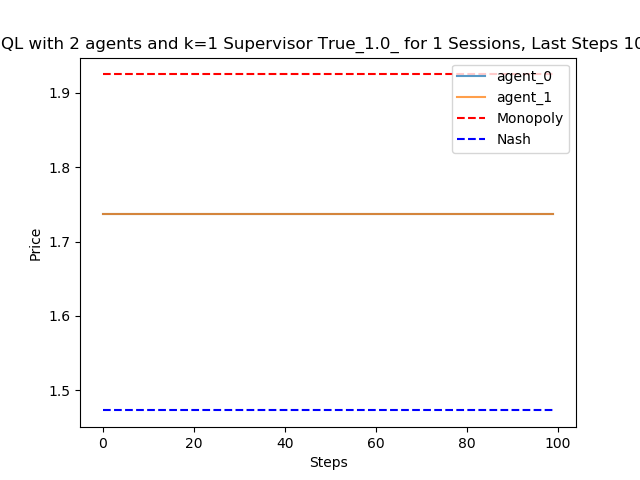 QL with 2 agents and k=1 Supervisor True_1.0_ for 1 Sessions, Last Steps 10
agent_0
agent_1
Monopoly
Nash
Price
1.9
1.8
1.7
1.6
1.5
0 20 40 60 80 100
Steps